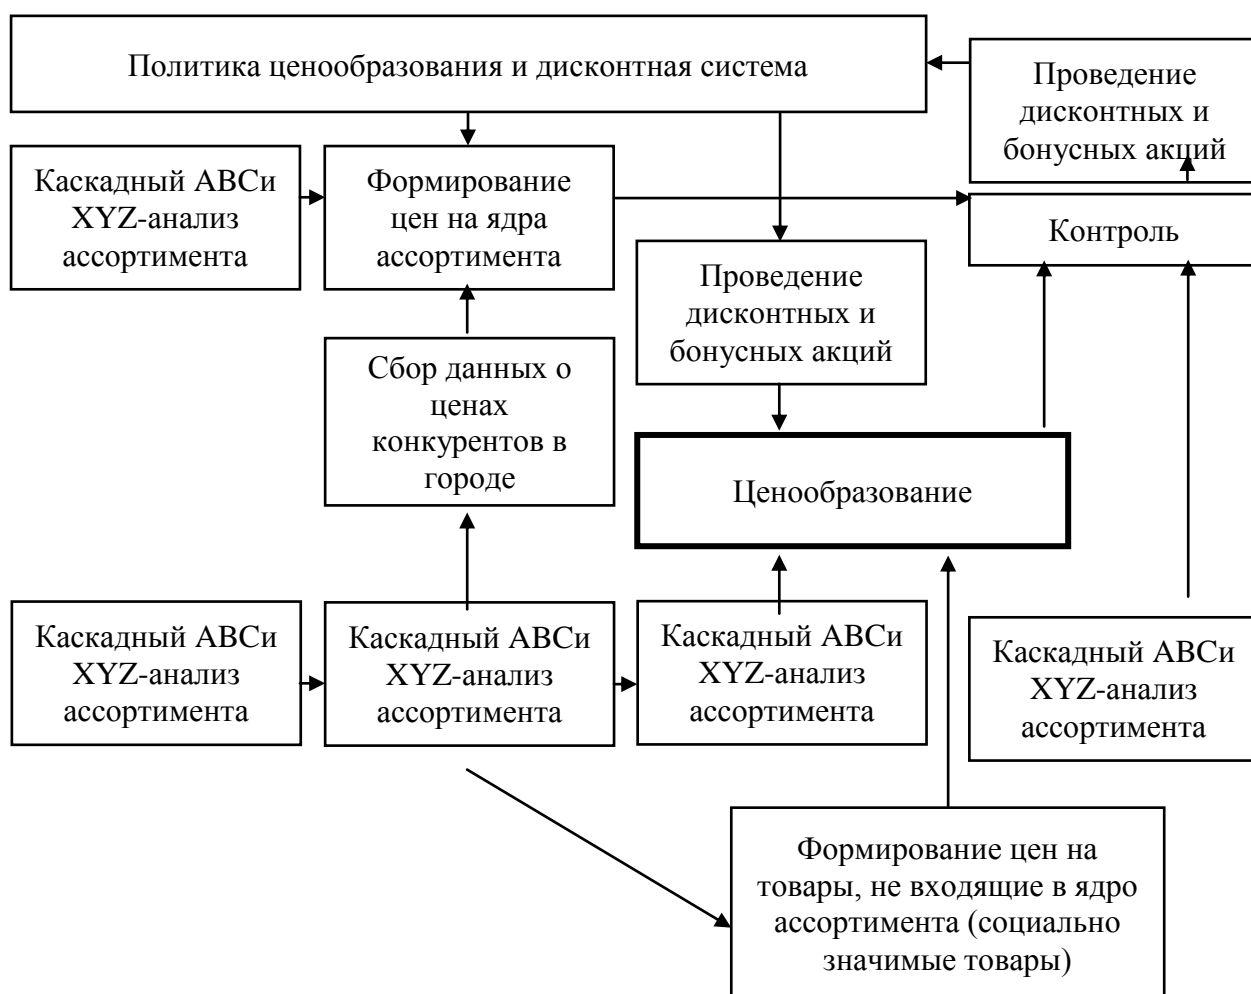 Политика ценообразования и дисконтная система
Проведение
дисконтных и
бонусных акций
Каскадный АВСи
XYZ-анализ
ассортимента
Формирование
цен на ядра
ассортимента
Контроль
Проведение
дисконтных и
бонусных акций
Сбор данных о
ценах
конкурентов в
городе
Ценообразование
Каскадный АВСи
XYZ-анализ
ассортимента
Каскадный АВСи
XYZ-анализ
ассортимента
Каскадный АВСи
XYZ-анализ
ассортимента
Каскадный АВСи
XYZ-анализ
ассортимента
Формирование цен на
товары, не входящие в ядро
ассортимента (социально
значимые товары)